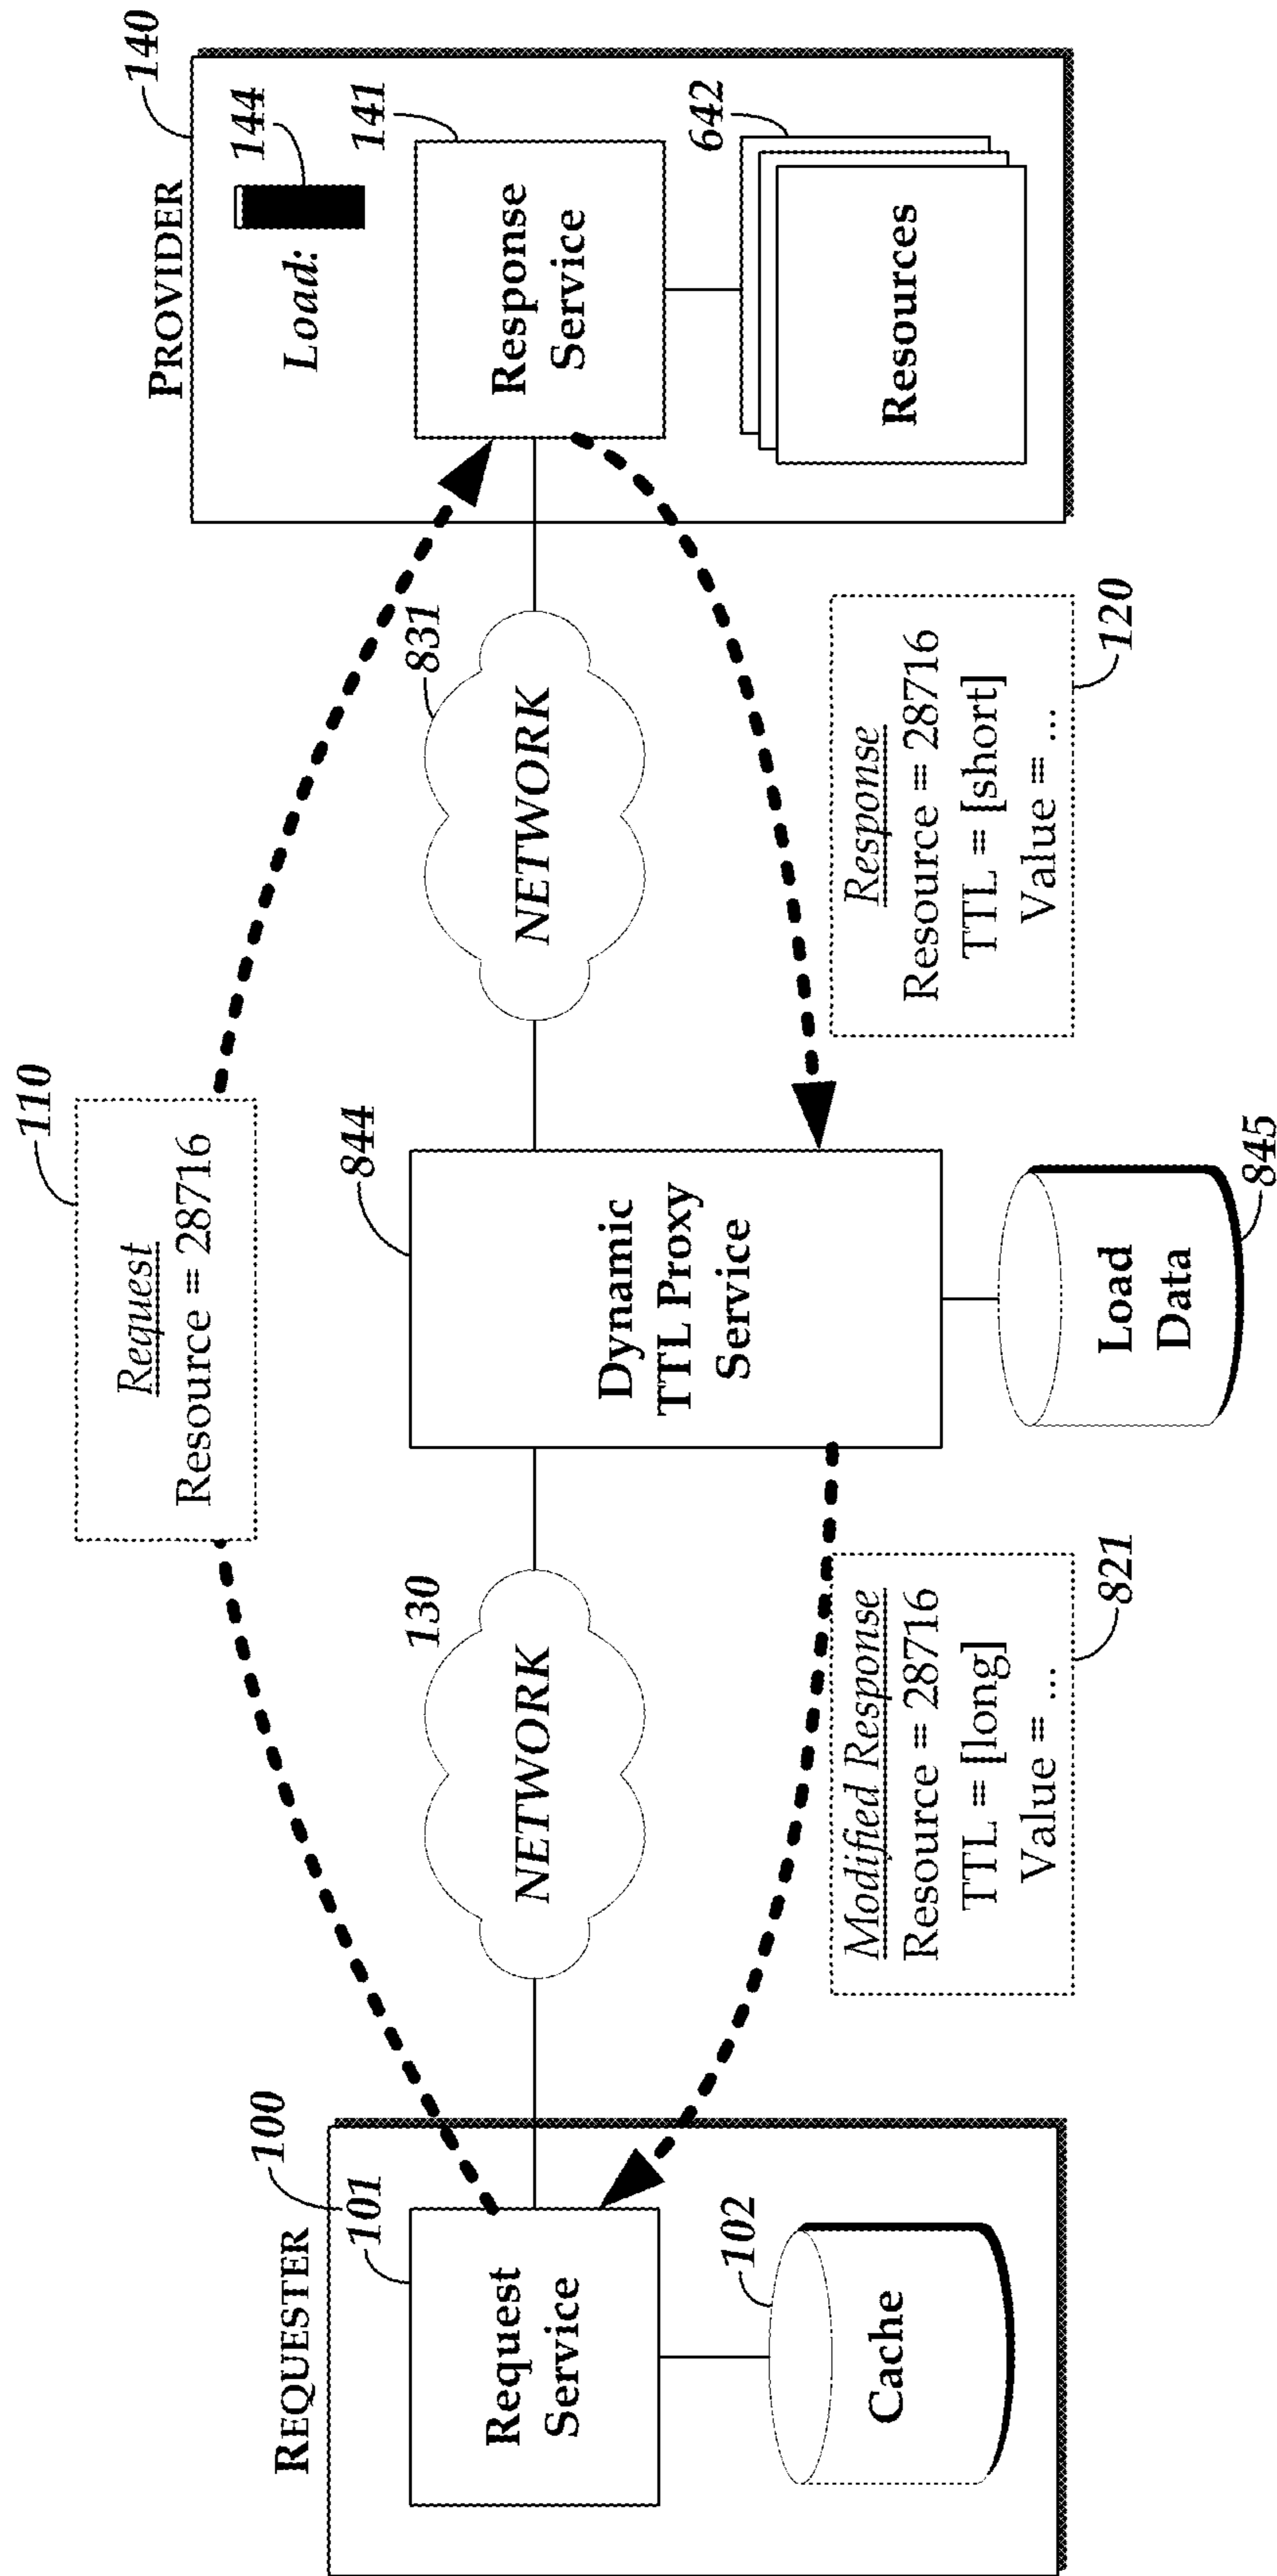 REQUESTER
100
101
Request
Service
102
Cache
110
Request
Resource = 28716
130
NETWORK
Modified Response
Resource = 28716
TTL = [long]
Value = ...
821
844
Dynamic
TTL Proxy
Service
Load
Data
845
831
NETWORK
Response
Resource = 28716
TTL = [short]
Value = ...
120
PROVIDER
140
Load:
144
141
Response
Service
642
Resources